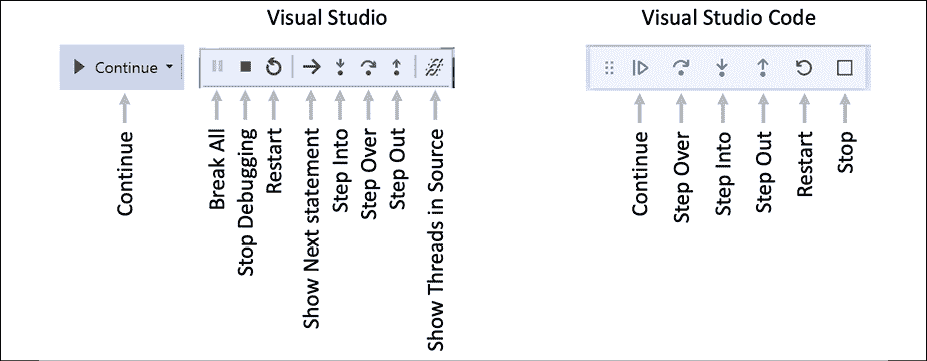 Visual Studio
Visual Studio Code
Continue
Continue
Break All
Stop Debugging
Restart
Show Next statement
Step Into
Step Over
Step Out
Show Threads in Source
Continue
Step Over
Step Into
Step Out
Restart
Stop